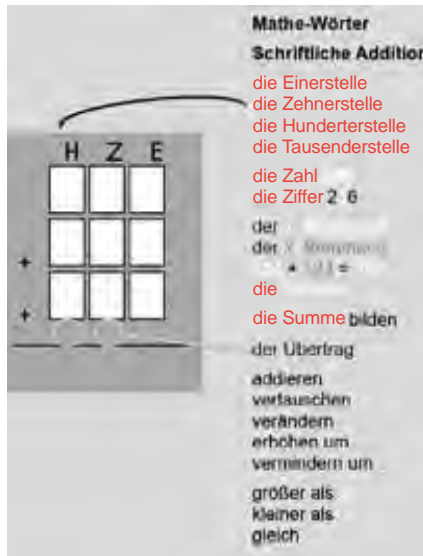 Mathe-Wörter
Schriftliche Addition
die Einerstelle
die Zehnerstelle
die Hunderterstelle
die Tausenderstelle
H Z E
die Zahl
die Ziffer 2 6
der
der Summand
+
+
die
die Summe bilden
der Übertrag
addieren
vertauschen
verändern
erhöhen um
vermindern um
größer als
kleiner als
gleich